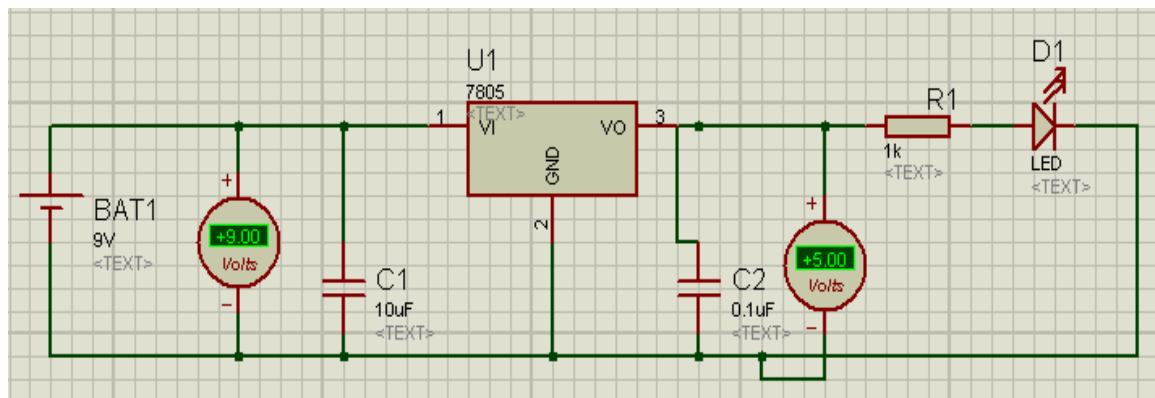 U1
7805
<TEXT>
1
VI
VO
3
GND
2
D1
LED
<TEXT>
R1
1k
<TEXT>
BAT1
9V
<TEXT>
+
+9.00
Volts
-
C1
10uF
<TEXT>
C2
0.1uF
<TEXT>
+
+5.00
Volts
-